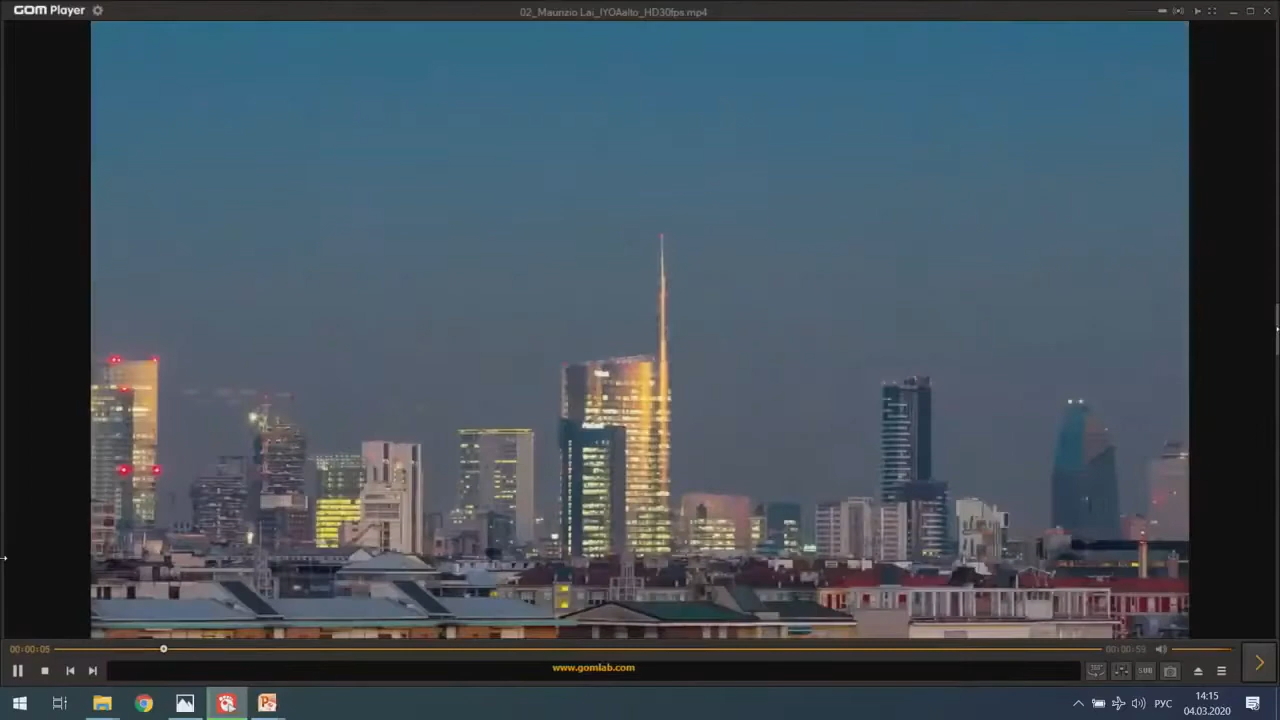 GOM Player
02_Maurizio Lai_IYOAalto_HD30fps.mp4
00:00:05
00:00:59
www.gomlab.com
SUB
РУС
14:15
04.03.2020